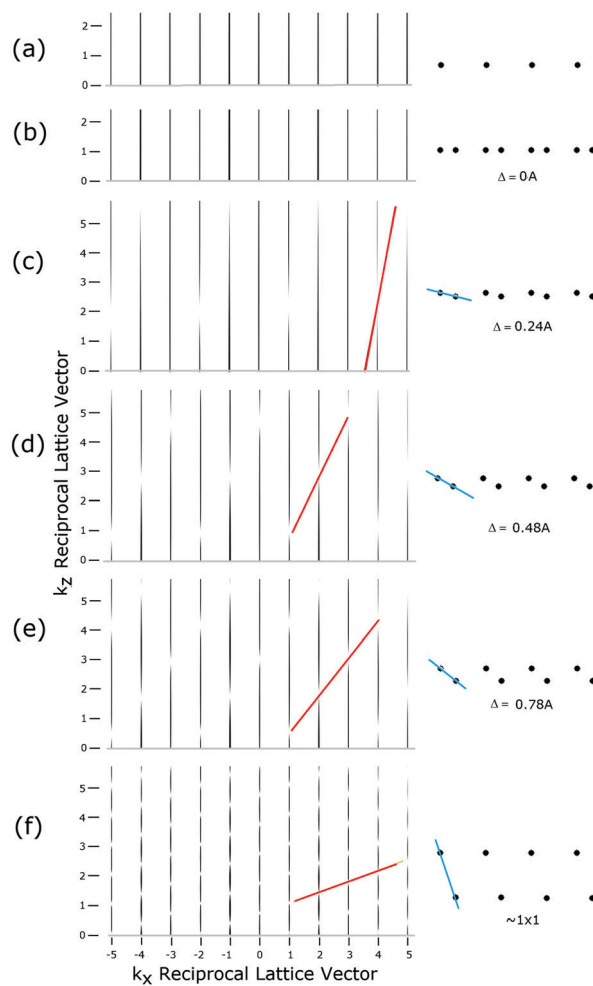 (a)
2
1
0
(b)
2
1
0
Δ = 0A
(c)
5
4
3
2
1
0
Δ = 0.24A
(d)
5
4
3
2
1
0
Δ = 0.48A
(e)
5
4
3
2
1
0
Δ = 0.78A
(f)
5
4
3
2
1
0
~1x1
-5 -4 -3 -2 -1 0 1 2 3 4 5
kx Reciprocal Lattice Vector
kz Reciprocal Lattice Vector